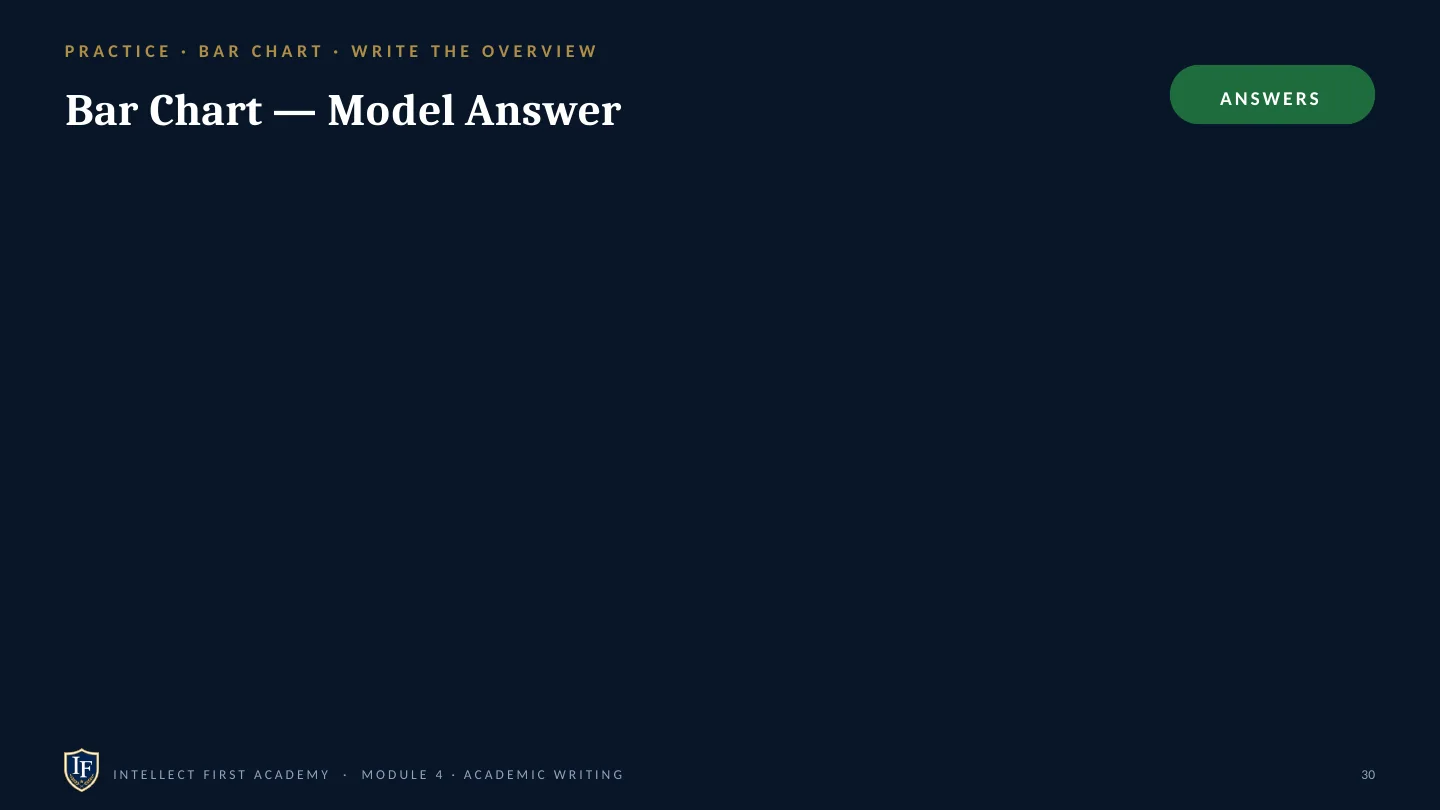 PRACTICE · BAR CHART · WRITE THE OVERVIEW
Bar Chart — Model Answer
ANSWERS
IF
INTELLECT FIRST ACADEMY · MODULE 4 · ACADEMIC WRITING
30